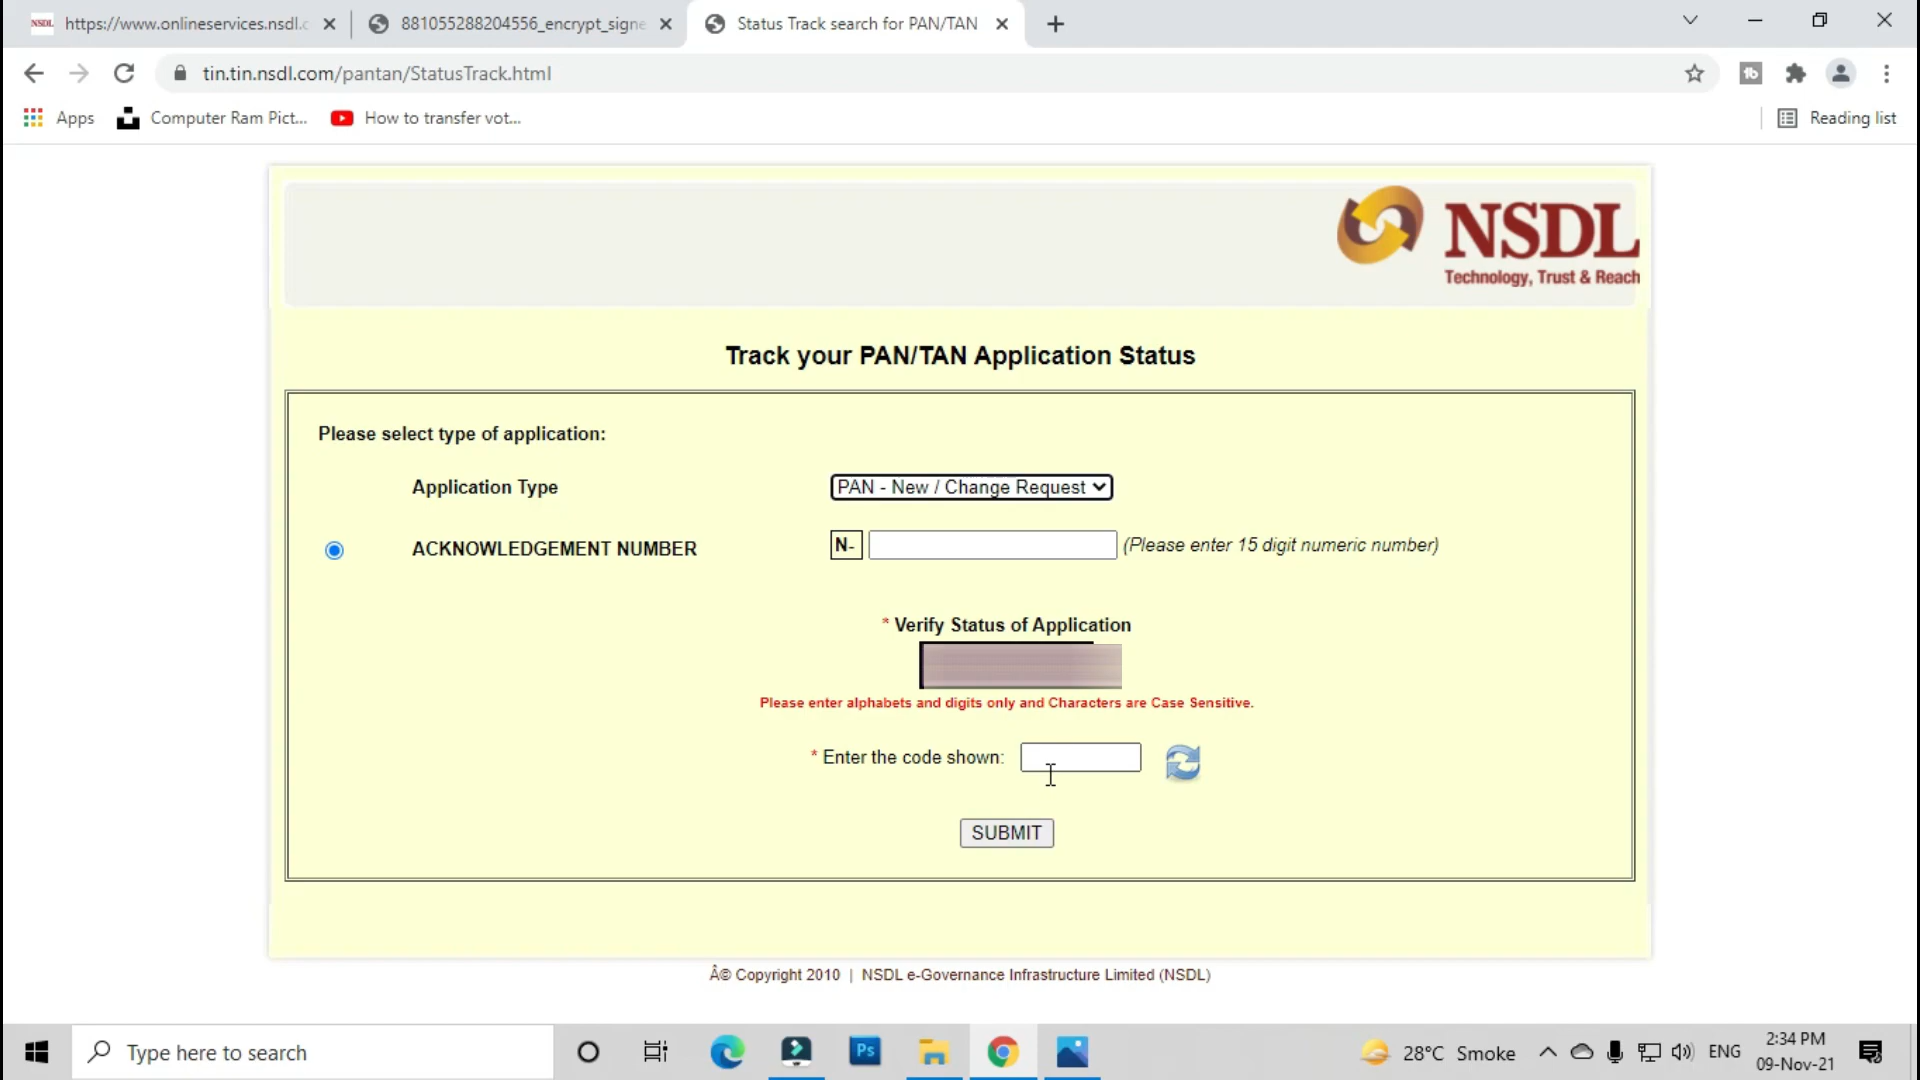 NSDL https://www.onlineservices.nsdl.c
881055288204556_encrypt_signe
Status Track search for PAN/TAN
tin.tin.nsdl.com/pantan/StatusTrack.html
Apps
Computer Ram Pict...
How to transfer vot...
Reading list
NSDL
Technology, Trust & Reach
Track your PAN/TAN Application Status
Please select type of application:
Application Type
PAN - New / Change Request
ACKNOWLEDGEMENT NUMBER
N-
(Please enter 15 digit numeric number)
* Verify Status of Application
Please enter alphabets and digits only and Characters are Case Sensitive.
* Enter the code shown:
SUBMIT
Â© Copyright 2010 | NSDL e-Governance Infrastructure Limited (NSDL)
Type here to search
Ps
28°C Smoke
ENG
2:34 PM
09-Nov-21